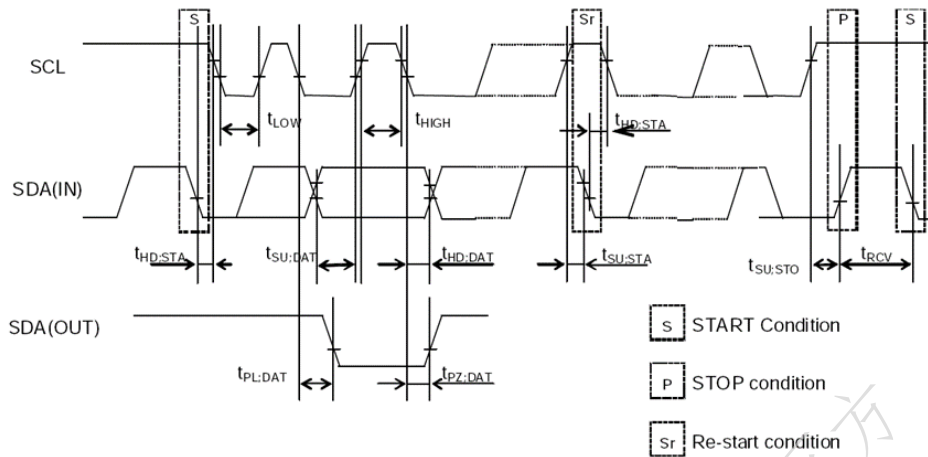 S Sr P S
SCL
tLOW tHIGH tHD;STA
SDA(IN)
tHD;STA tSU;DAT tHD;DAT tSU;STA tSU;STO tRCV
SDA(OUT)
S START Condition
tPL;DAT tPZ;DAT
P STOP condition
Sr Re-start condition
方